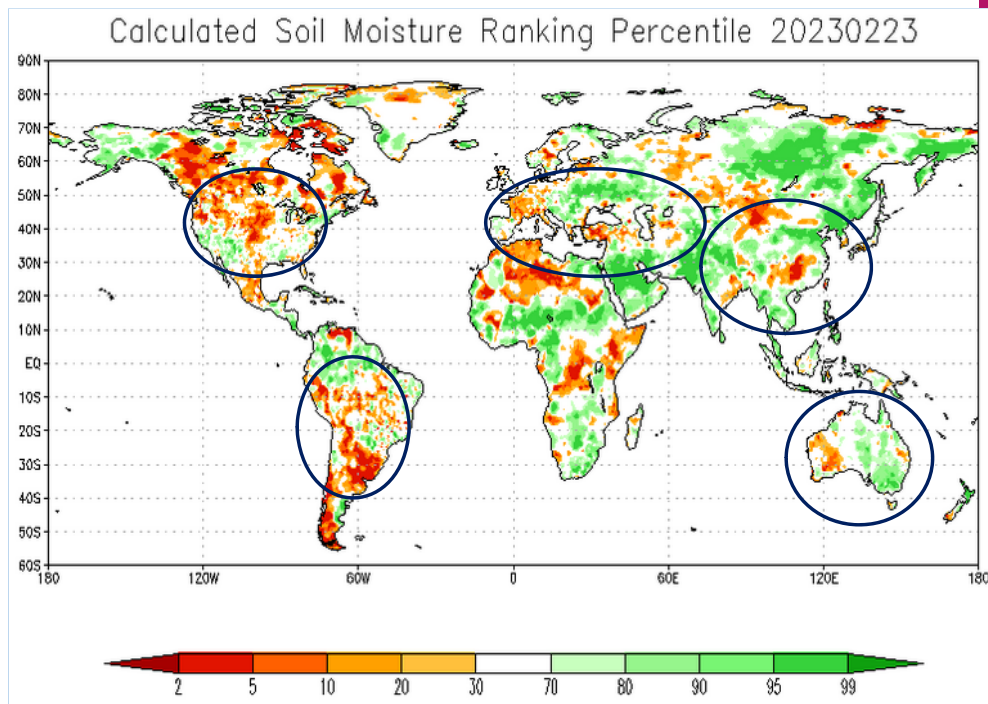 Calculated Soil Moisture Ranking Percentile 20230223
90N
80N
70N
60N
50N
40N
30N
20N
10N
EQ
10S
20S
30S
40S
50S
60S
180 120W 60W 0 60E 120E 180
2 5 10 20 30 70 80 90 95 99